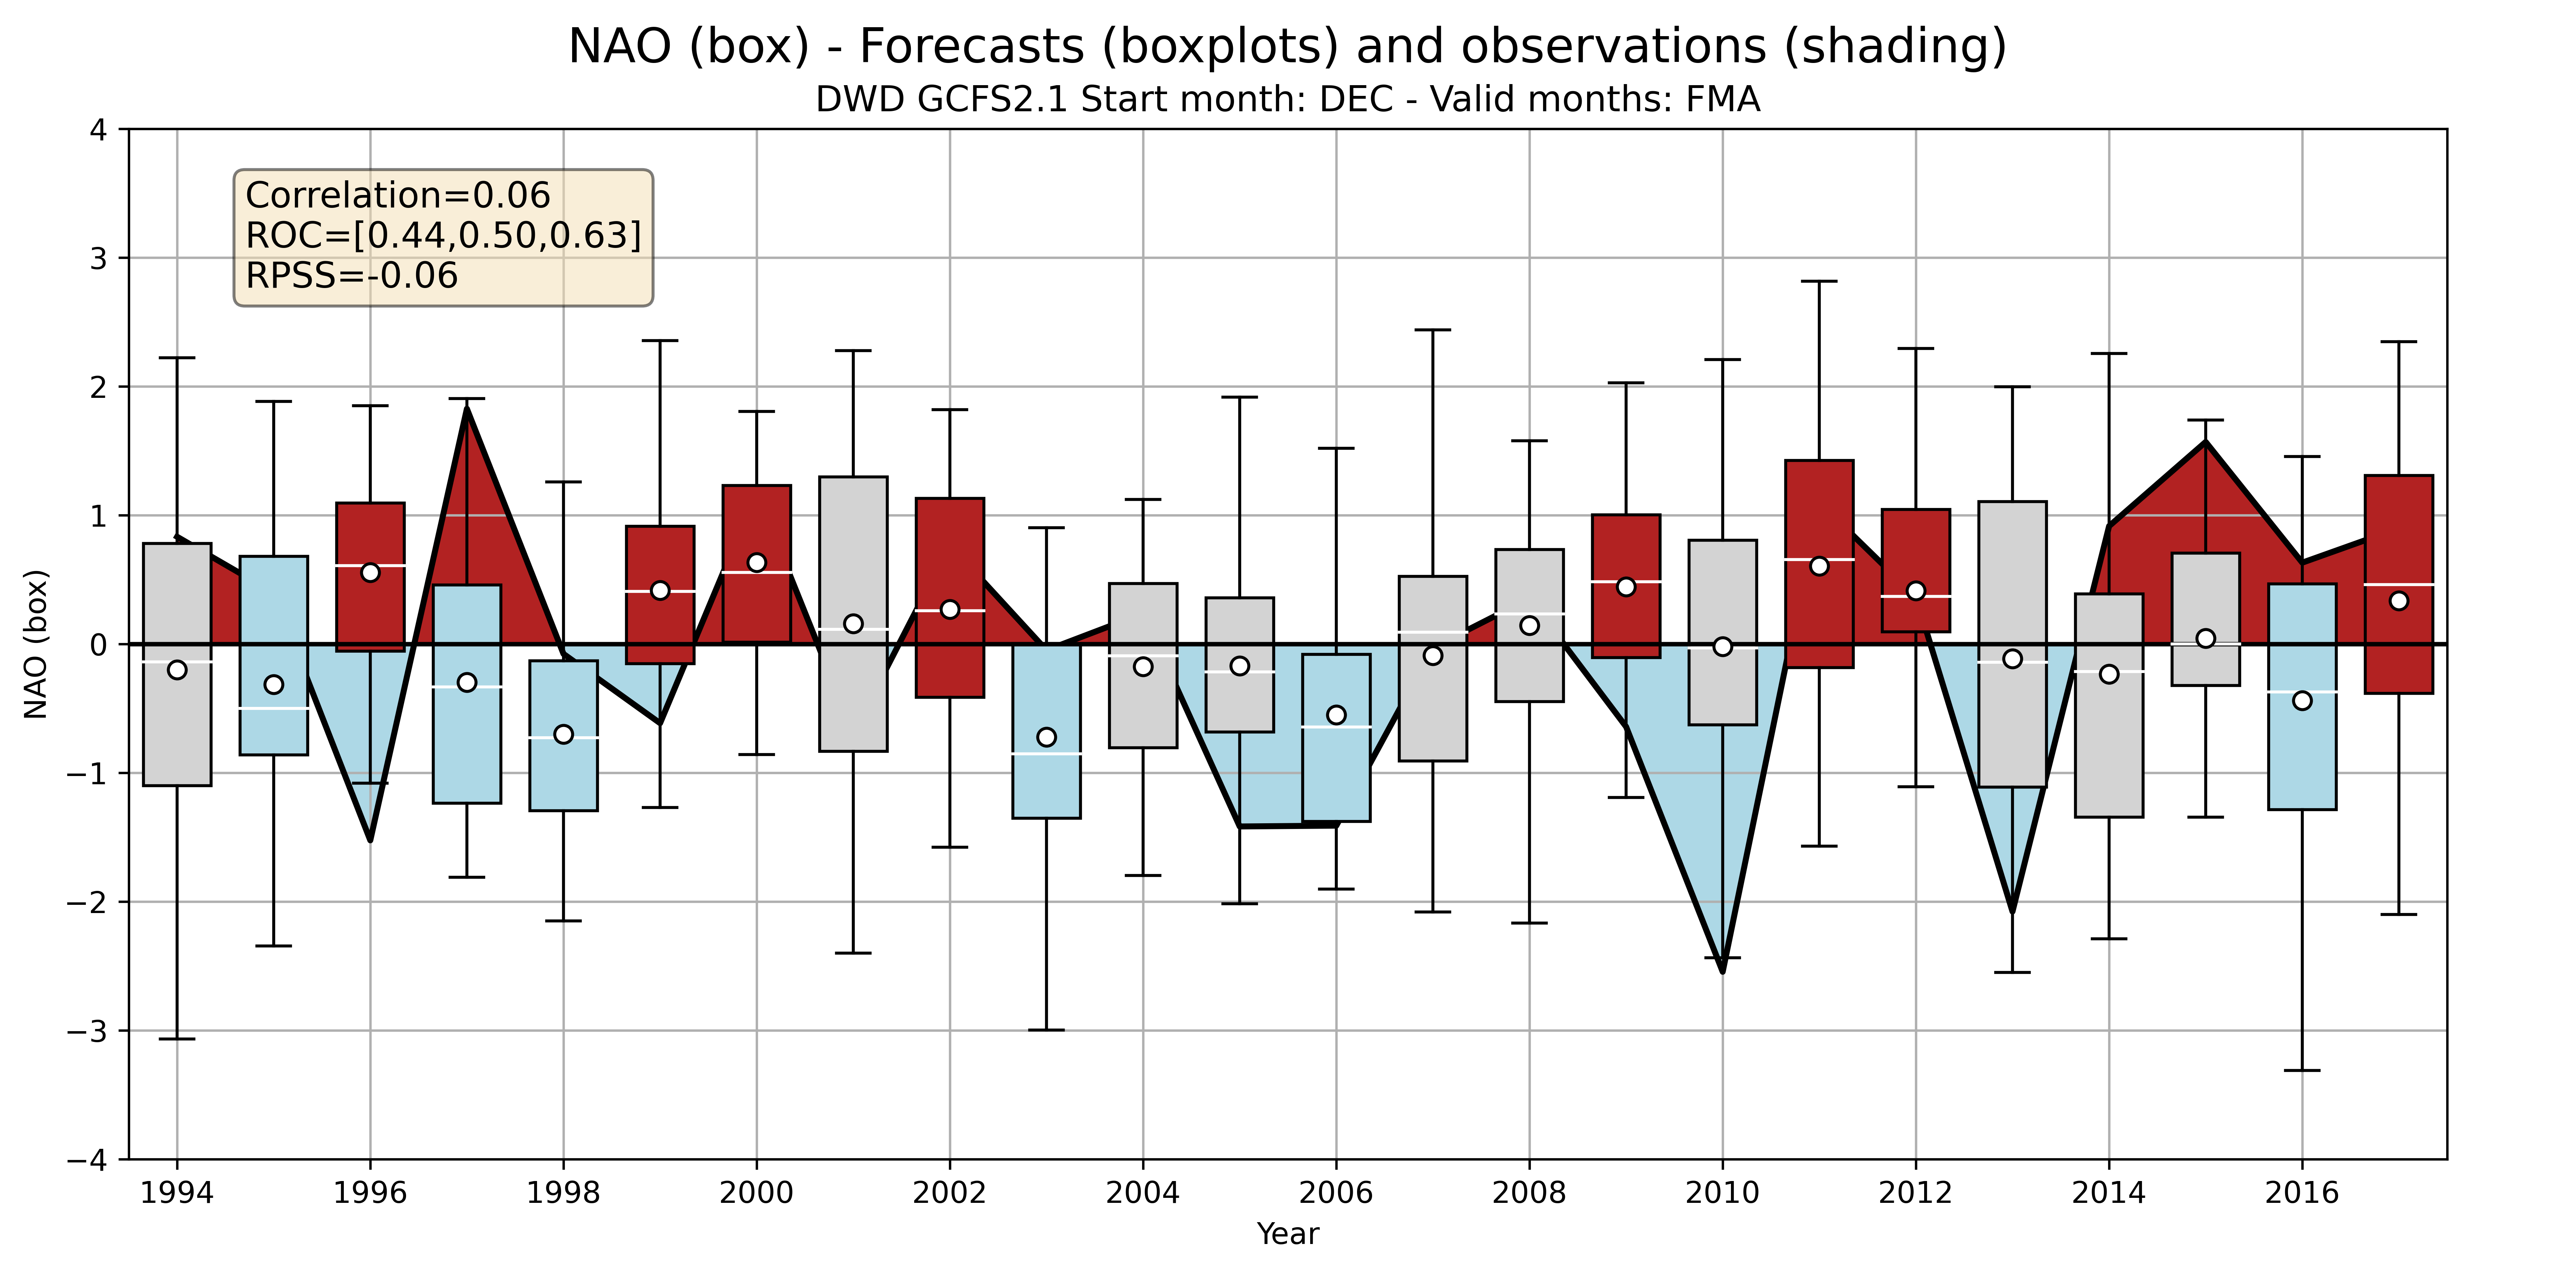 NAO (box) - Forecasts (boxplots) and observations (shading)
DWD GCFS2.1 Start month: DEC - Valid months: FMA
Correlation=0.06
ROC=[0.44,0.50,0.63]
RPSS=-0.06
NAO (box)
4
3
2
1
0
−1
−2
−3
−4
1994 1996 1998 2000 2002 2004 2006 2008 2010 2012 2014 2016
Year